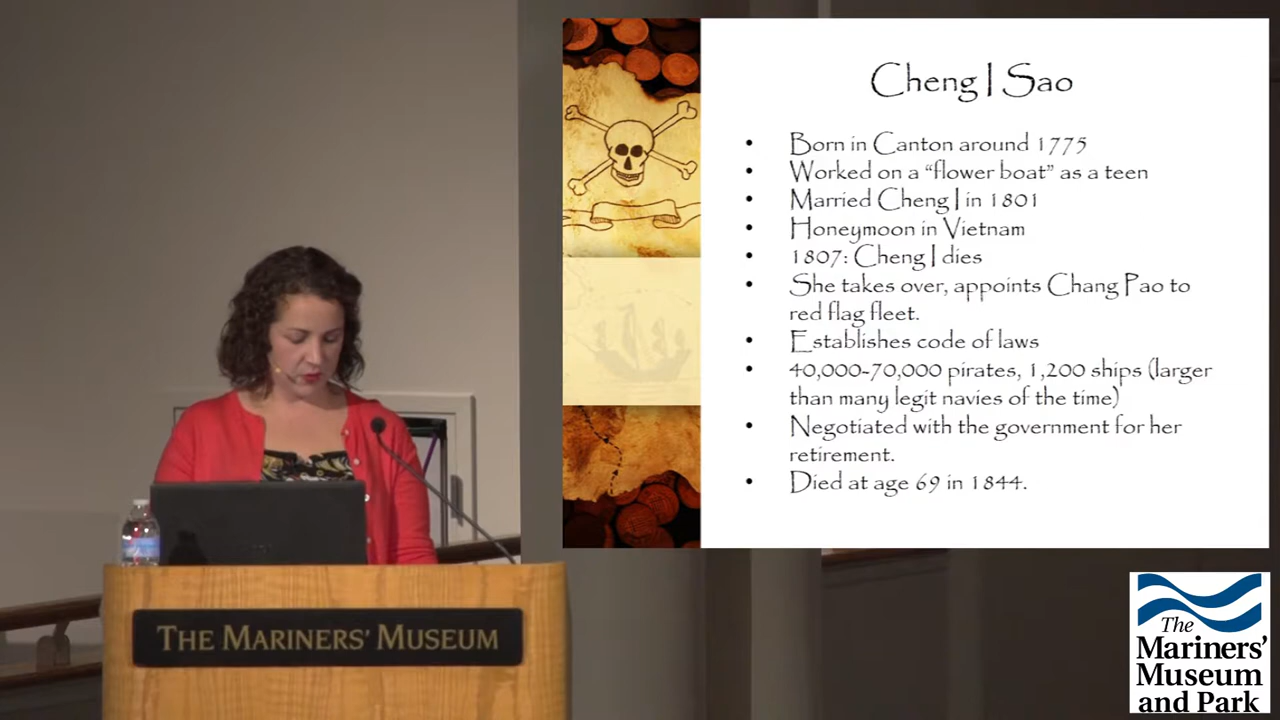 Cheng I Sao
• Born in Canton around 1775
• Worked on a “flower boat” as a teen
• Married Cheng I in 1801
• Honeymoon in Vietnam
• 1807: Cheng I dies
• She takes over, appoints Chang Pao to
red flag fleet.
• Establishes code of laws
• 40,000-70,000 pirates, 1,200 ships (larger
than many legit navies of the time)
• Negotiated with the government for her
retirement.
• Died at age 69 in 1844.
THE MARINERS’ MUSEUM
The
Mariners’
Museum
and Park